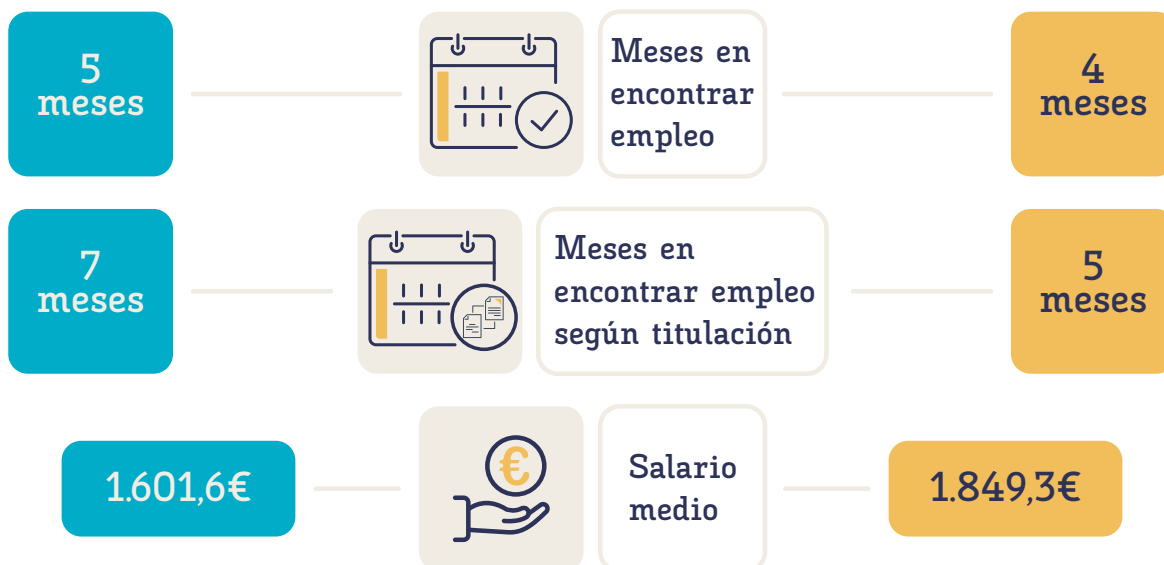 5
meses
Meses en
encontrar
empleo
4
meses
7
meses
Meses en
encontrar empleo
según titulación
5
meses
1.601,6€
€
Salario
medio
1.849,3€